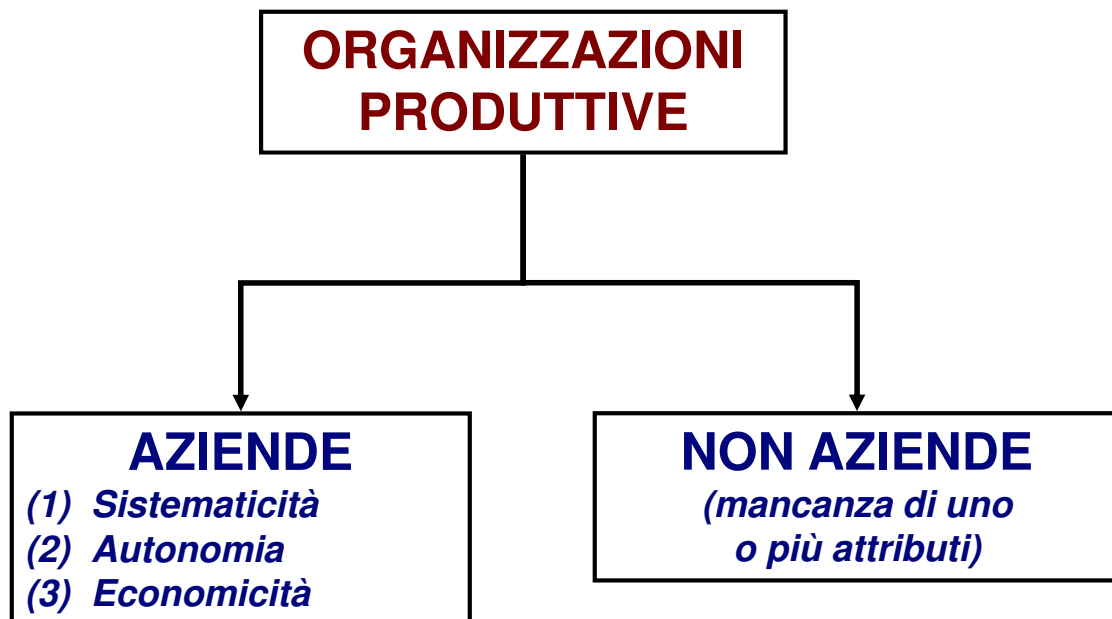 ORGANIZZAZIONI
PRODUTTIVE
AZIENDE
(1) Sistematicità
(2) Autonomia
(3) Economicità
NON AZIENDE
(mancanza di uno
o più attributi)